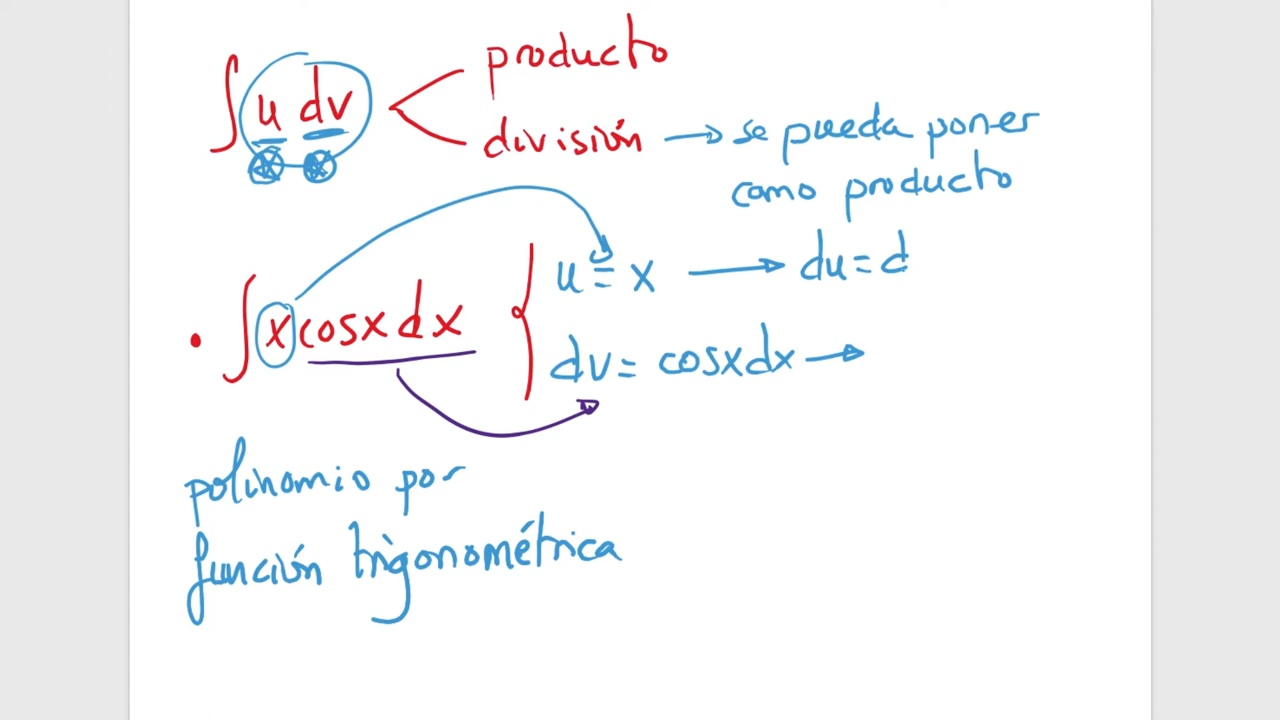 ∫ u dv
producto
división → se pueda poner
como producto
• ∫ x cosx dx
u = x → du = d
dv = cosx dx →
polinomio por
función trigonométrica